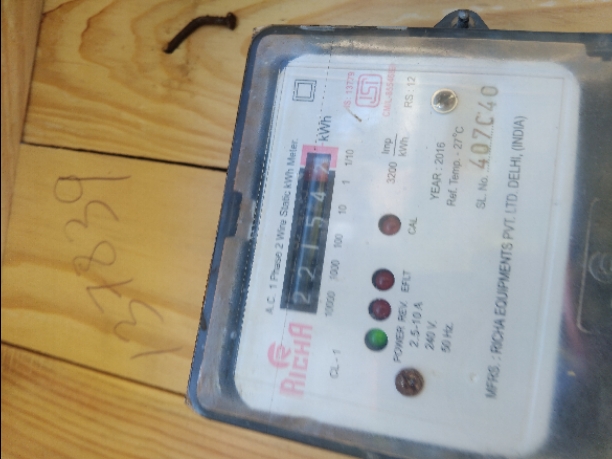 13839
A.C. 1 Phase 2 Wire Static kWh Meter.
RICHA
CL - 1
2 2 1 5 4
kWh
10000 1000 100 10 1 1/10
POWER REV. EFLT CAL
2.5-10 A
240 V.
50 Hz.
3200 Imp
kWh
RS : 12
YEAR : 2016
Ref. Temp. - 27°C
SL. No. 407C40
MFRS. : RICHA EQUIPMENTS PVT. LTD. DELHI, (INDIA)